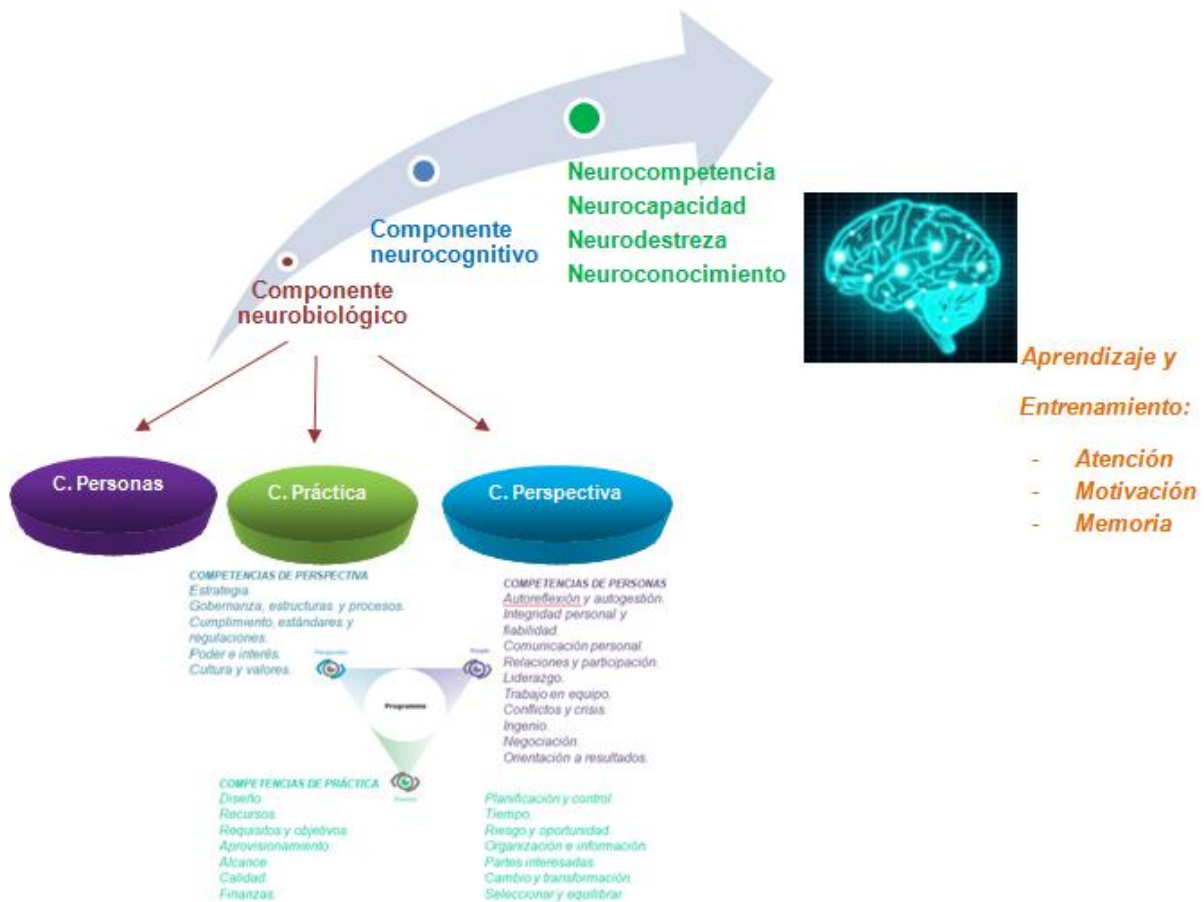 Neurocompetencia
Neurocapacidad
Neurodestreza
Neuroconocimiento
Componente
neurocognitivo
Componente
neurobiológico
Aprendizaje y
Entrenamiento:
- Atención
- Motivación
- Memoria
C. Personas
C. Práctica
C. Perspectiva
COMPETENCIAS DE PERSPECTIVA
Estrategia.
Gobernanza, estructuras y procesos.
Cumplimiento, estándares y
regulaciones.
Poder e interés.
Cultura y valores.
COMPETENCIAS DE PERSONAS
Autoreflexión y autogestión.
Integridad personal y
fiabilidad
Comunicación personal.
Relaciones y participación.
Liderazgo.
Trabajo en equipo.
Conflictos y crisis.
Ingenio.
Negociación.
Orientación a resultados.
Perspective
People
Programme
Practice
COMPETENCIAS DE PRÁCTICA
Diseño.
Recursos.
Requisitos y objetivos.
Aprovisionamiento.
Alcance.
Calidad.
Finanzas.
Planificación y control.
Tiempo.
Riesgo y oportunidad.
Organización e información.
Partes interesadas.
Cambio y transformación.
Seleccionar y equilibrar.